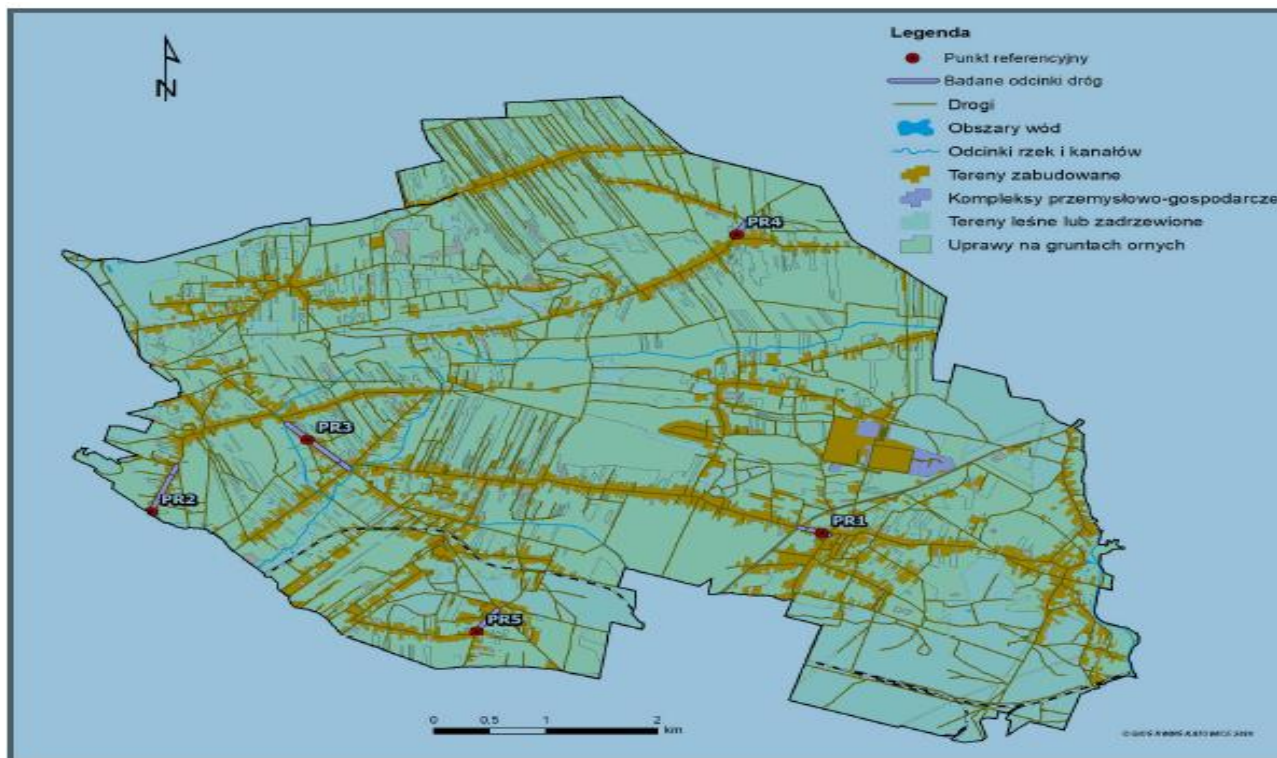 N
Legenda
Punkt referencyjny
Badane odcinki dróg
Drogi
Obszary wód
Odcinki rzek i kanałów
Tereny zabudowane
Kompleksy przemysłowo-gospodarcze
Tereny leśne lub zadrzewione
Uprawy na gruntach ornych
PR4
PR3
PR2
PR1
PR5
0 0,5 1 2
km